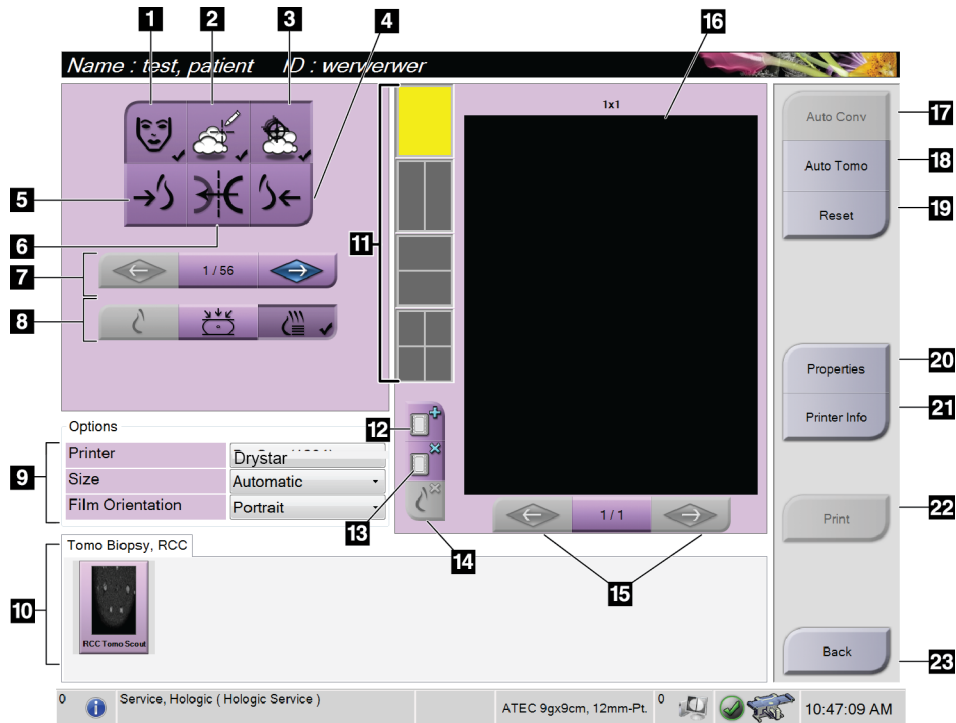 1
2
3
4
16
Name : test, patient ID : werwerwer
1x1
17
Auto Conv
18
Auto Tomo
5
19
Reset
6
11
7
1 / 56
8
20
Properties
21
Printer Info
Options
12
9
Printer
Drystar
Size
Automatic
Film Orientation
Portrait
13
1 / 1
22
Print
14
15
10
Tomo Biopsy, RCC
RCC Tomo Scout
Back
23
0
Service, Hologic ( Hologic Service )
ATEC 9gx9cm, 12mm-Pt.
0
10:47:09 AM